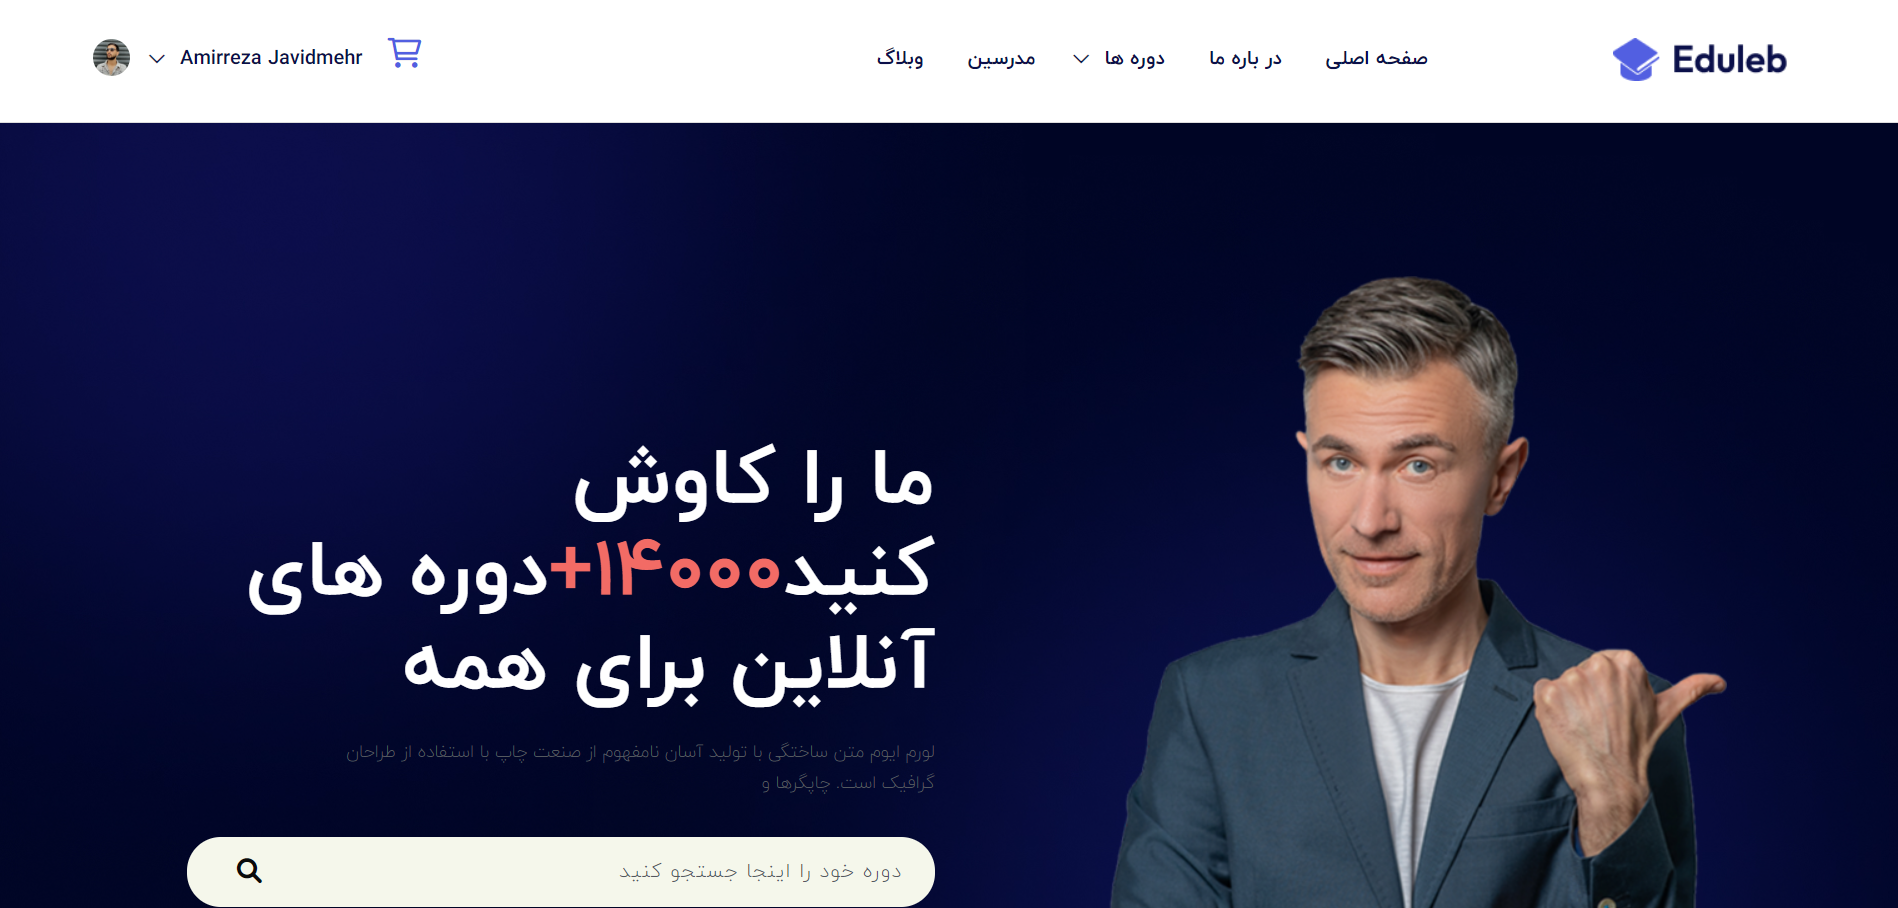 Eduleb
صفحه اصلی
در باره ما
دوره ها
مدرسین
وبلاگ
Amirreza Javidmehr
ما را کاوش
کنید۱۴۰۰۰+دوره های
آنلاین برای همه
لورم ایوم متن ساختگی با تولید آسان نامفهوم از صنعت چاپ با استفاده از طراحان
گرافیک است. چاپگرها و
دوره خود را اینجا جستجو کنید